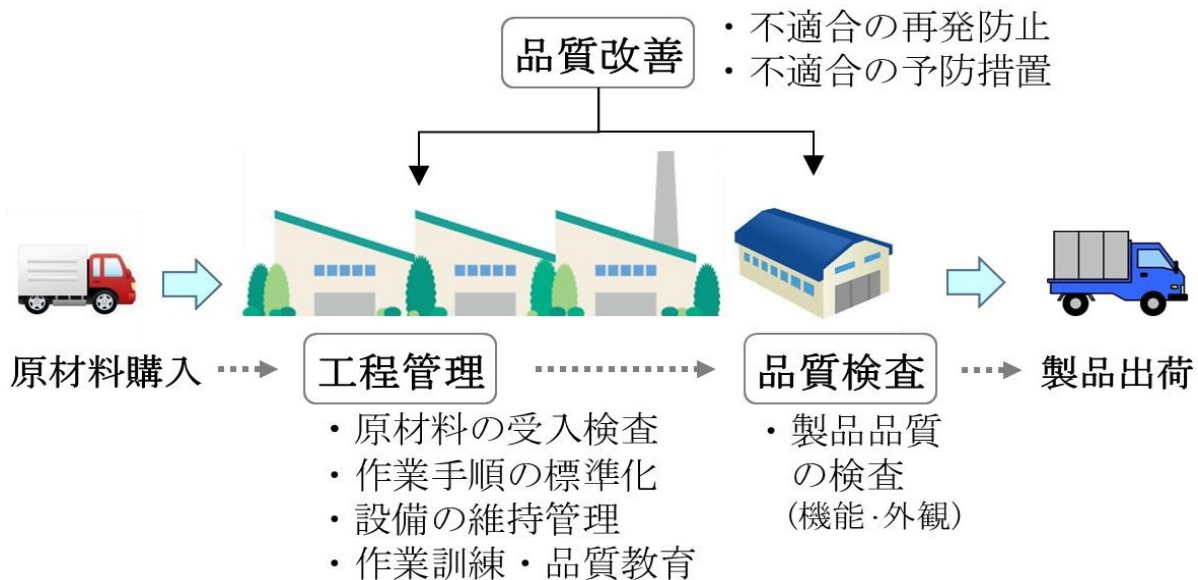 品質改善
・不適合の再発防止
・不適合の予防措置
原材料購入
工程管理
品質検査
製品出荷
・原材料の受入検査
・作業手順の標準化
・設備の維持管理
・作業訓練・品質教育
・製品品質
の検査
(機能・外観)